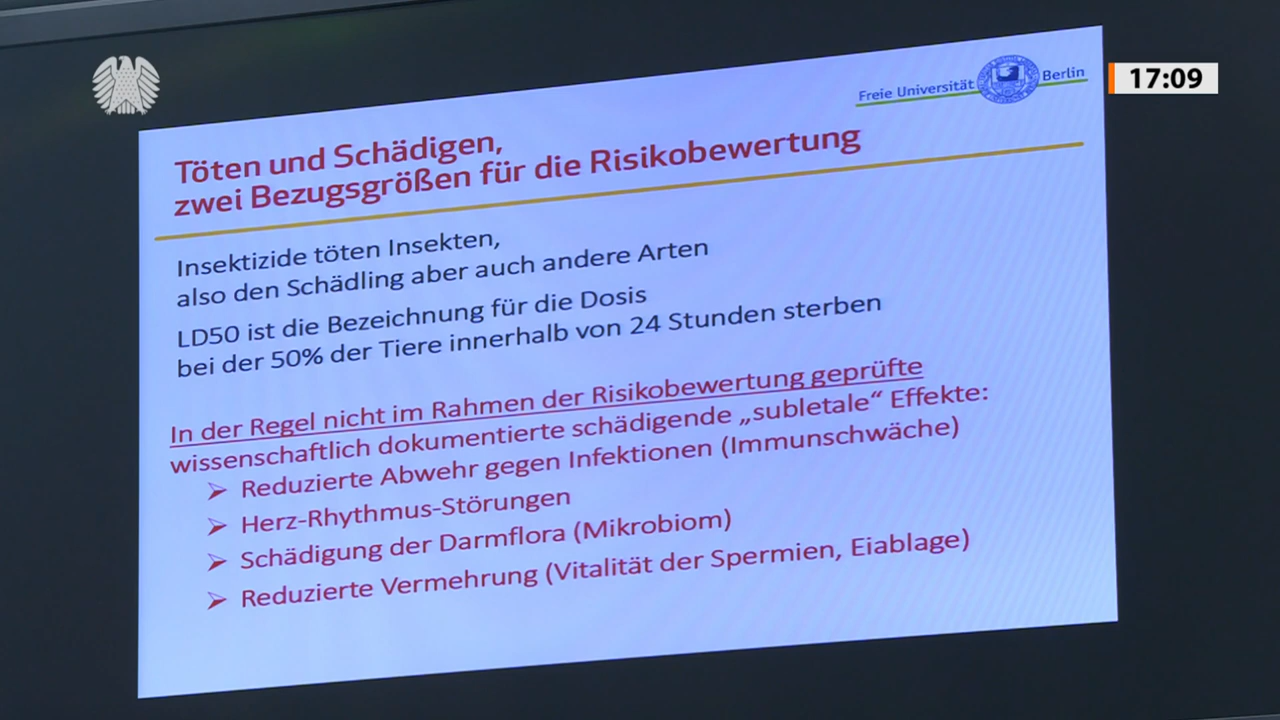 17:09
Freie Universität Berlin
Töten und Schädigen,
zwei Bezugsgrößen für die Risikobewertung
Insektizide töten Insekten,
also den Schädling aber auch andere Arten
LD50 ist die Bezeichnung für die Dosis
bei der 50% der Tiere innerhalb von 24 Stunden sterben
In der Regel nicht im Rahmen der Risikobewertung geprüfte
wissenschaftlich dokumentierte schädigende „subletale“ Effekte:
Reduzierte Abwehr gegen Infektionen (Immunschwäche)
Herz-Rhythmus-Störungen
Schädigung der Darmflora (Mikrobiom)
Reduzierte Vermehrung (Vitalität der Spermien, Eiablage)